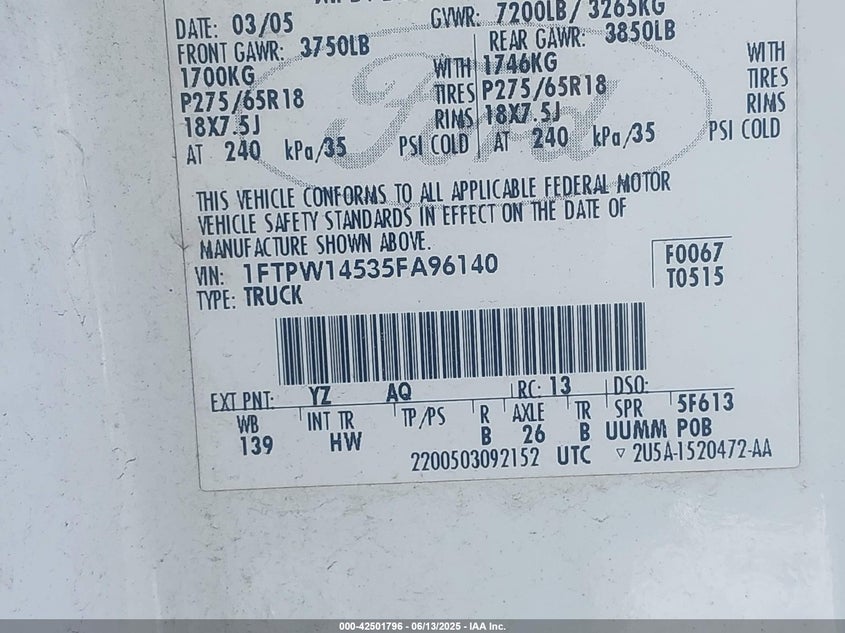 DATE: 03/05 GVWR: 7200LB/ 3265KG
FRONT GAWR: 3750LB REAR GAWR: 3850LB
1700KG WITH 1746KG WITH
P275/65R18 TIRES P275/65R18 TIRES
18X7.5J RIMS 18X7.5J RIMS
AT 240 kPa/35 PSI COLD AT 240 kPa/35 PSI COLD
Ford
THIS VEHICLE CONFORMS TO ALL APPLICABLE FEDERAL MOTOR
VEHICLE SAFETY STANDARDS IN EFFECT ON THE DATE OF
MANUFACTURE SHOWN ABOVE.
VIN: 1FTPW14535FA96140 F0067
TYPE: TRUCK T0515
EXT PNT: YZ AQ RC: 13 DSO:
WB INT TR TP/PS R AXLE TR SPR 5F613
139 HW B 26 B UUMM POB
2200503092152 UTC ▽ 2U5A-1520472-AA
000-42501796 - 06/13/2025 - IAA Inc.